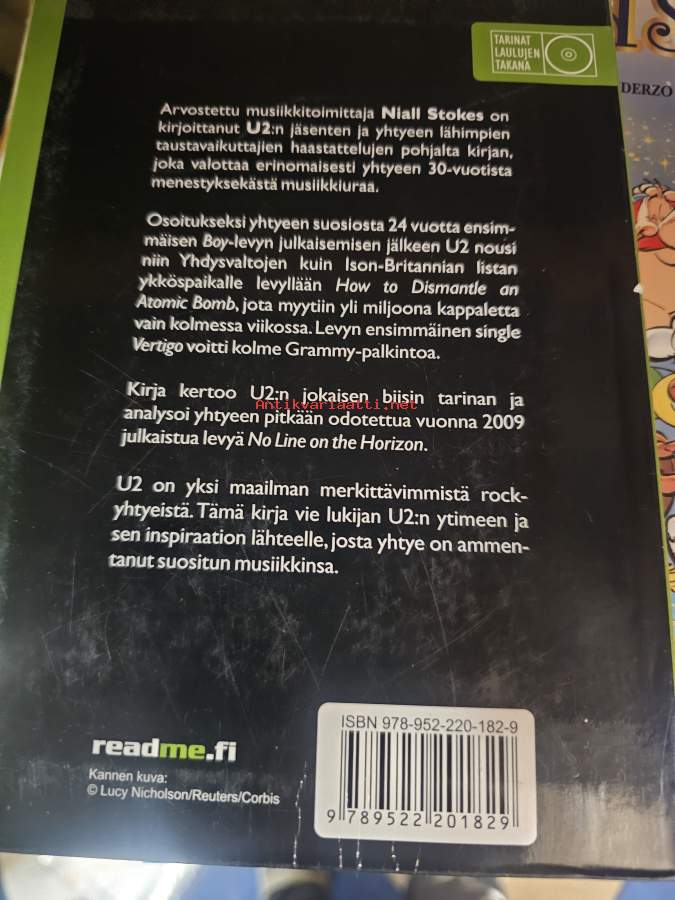 TARINAT
LAULUJEN
TAKANA
DERZO
Arvostettu musiikkitoimittaja Niall Stokes on
kirjoittanut U2:n jäsenten ja yhtyeen lähimpien
taustavaikuttajien haastattelujen pohjalta kirjan,
joka valottaa erinomaisesti yhtyeen 30-vuotista
menestyksekästä musiikkiuraa.
Osoitukseksi yhtyeen suosiosta 24 vuotta ensim-
mäisen Boy-levyn julkaisemisen jälkeen U2 nousi
niin Yhdysvaltojen kuin Ison-Britannian listan
ykköspaikalle levyllään How to Dismantle an
Atomic Bomb, jota myytiin yli miljoona kappaletta
vain kolmessa viikossa. Levyn ensimmäinen single
Vertigo voitti kolme Grammy-palkintoa.
Kirja kertoo U2:n jokaisen biisin tarinan ja
Antikvariaatti.net
analysoi yhtyeen pitkään odotettua vuonna 2009
julkaistua levyä No Line on the Horizon.
U2 on yksi maailman merkittävimmistä rock-
yhtyeistä. Tämä kirja vie lukijan U2:n ytimeen ja
sen inspiraation lähteelle, josta yhtye on ammen-
tanut suositun musiikkinsa.
readme.fi
Kannen kuva:
© Lucy Nicholson/Reuters/Corbis
ISBN 978-952-220-182-9
9 789522 201829